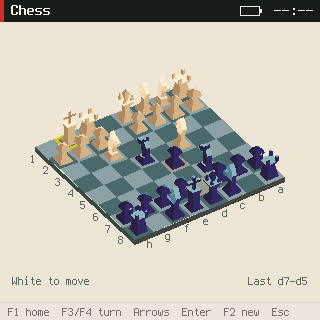 Chess --:--
1
2
3
4
5
6
7
8
h
g
f
e
d
c
b
a
White to move Last d7-d5
F1 home F3/F4 turn Arrows Enter F2 new Esc